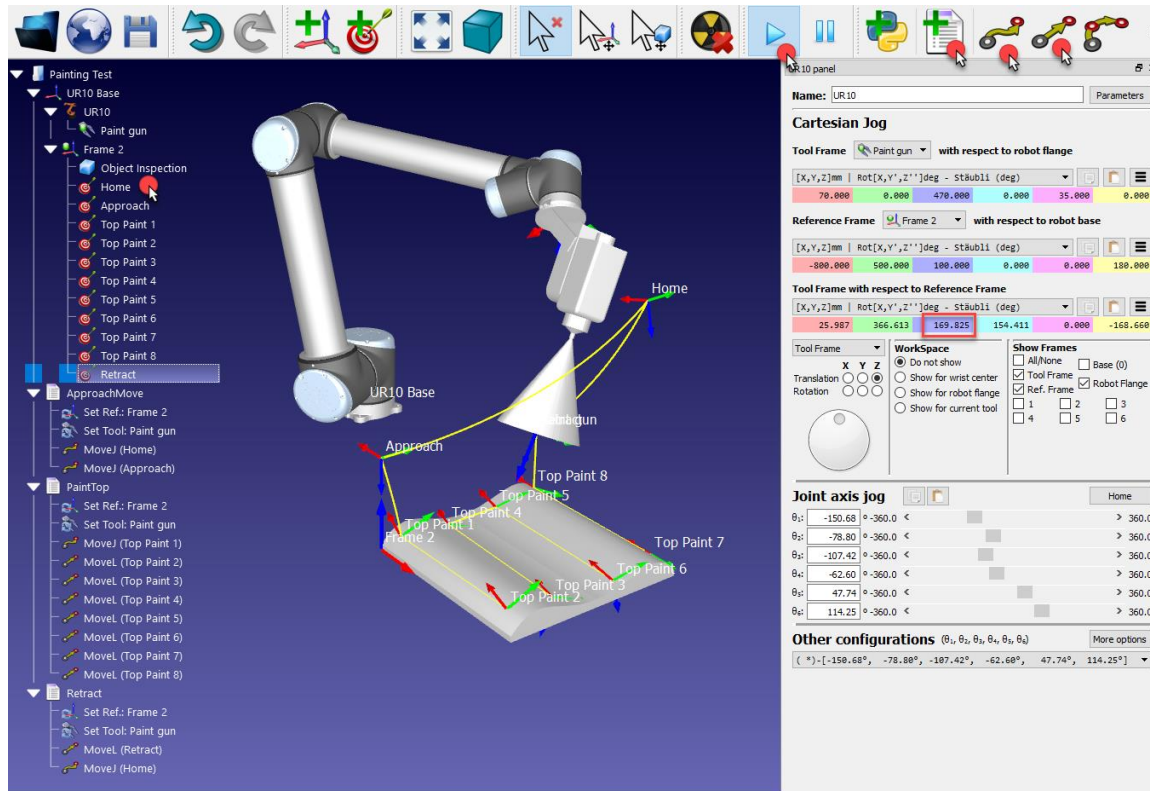 Painting Test
UR10 Base
UR10
Paint gun
Frame 2
Object Inspection
Home
Approach
Top Paint 1
Top Paint 2
Top Paint 3
Top Paint 4
Top Paint 5
Top Paint 6
Top Paint 7
Top Paint 8
Retract
ApproachMove
Set Ref.: Frame 2
Set Tool: Paint gun
MoveJ (Home)
MoveJ (Approach)
PaintTop
Set Ref.: Frame 2
Set Tool: Paint gun
MoveJ (Top Paint 1)
MoveL (Top Paint 2)
MoveL (Top Paint 3)
MoveL (Top Paint 4)
MoveL (Top Paint 5)
MoveL (Top Paint 6)
MoveL (Top Paint 7)
MoveL (Top Paint 8)
Retract
Set Ref.: Frame 2
Set Tool: Paint gun
MoveL (Retract)
MoveJ (Home)
Home
UR10 Base
Approach
Top Paint 8
Top Paint 5
Top Paint 4
Top Paint 1
Frame 2
Top Paint 7
Top Paint 6
Top Paint 3
Top Paint 2
UR10 panel
Name: UR10 Parameters
Cartesian Jog
Tool Frame Paint gun with respect to robot flange
[X,Y,Z]mm | Rot[X,Y',Z'']deg - Stäubli (deg)
70.000 0.000 470.000 0.000 35.000 0.000
Reference Frame Frame 2 with respect to robot base
[X,Y,Z]mm | Rot[X,Y',Z'']deg - Stäubli (deg)
-800.000 500.000 100.000 0.000 0.000 180.000
Tool Frame with respect to Reference Frame
[X,Y,Z]mm | Rot[X,Y',Z'']deg - Stäubli (deg)
25.987 366.613 169.825 154.411 0.000 -168.660
Tool Frame
X Y Z
Translation
Rotation
WorkSpace
Do not show
Show for wrist center
Show for robot flange
Show for current tool
Show Frames
All/None Base (0)
Tool Frame
Ref. Frame Robot Flange
1 2 3
4 5 6
Joint axis jog Home
θ₁: -150.68 ° -360.0 < > 360.0
θ₂: -78.80 ° -360.0 < > 360.0
θ₃: -107.42 ° -360.0 < > 360.0
θ₄: -62.60 ° -360.0 < > 360.0
θ₅: 47.74 ° -360.0 < > 360.0
θ₆: 114.25 ° -360.0 < > 360.0
Other configurations (θ₁, θ₂, θ₃, θ₄, θ₅, θ₆) More options
( *)-[-150.68°, -78.80°, -107.42°, -62.60°, 47.74°, 114.25°]